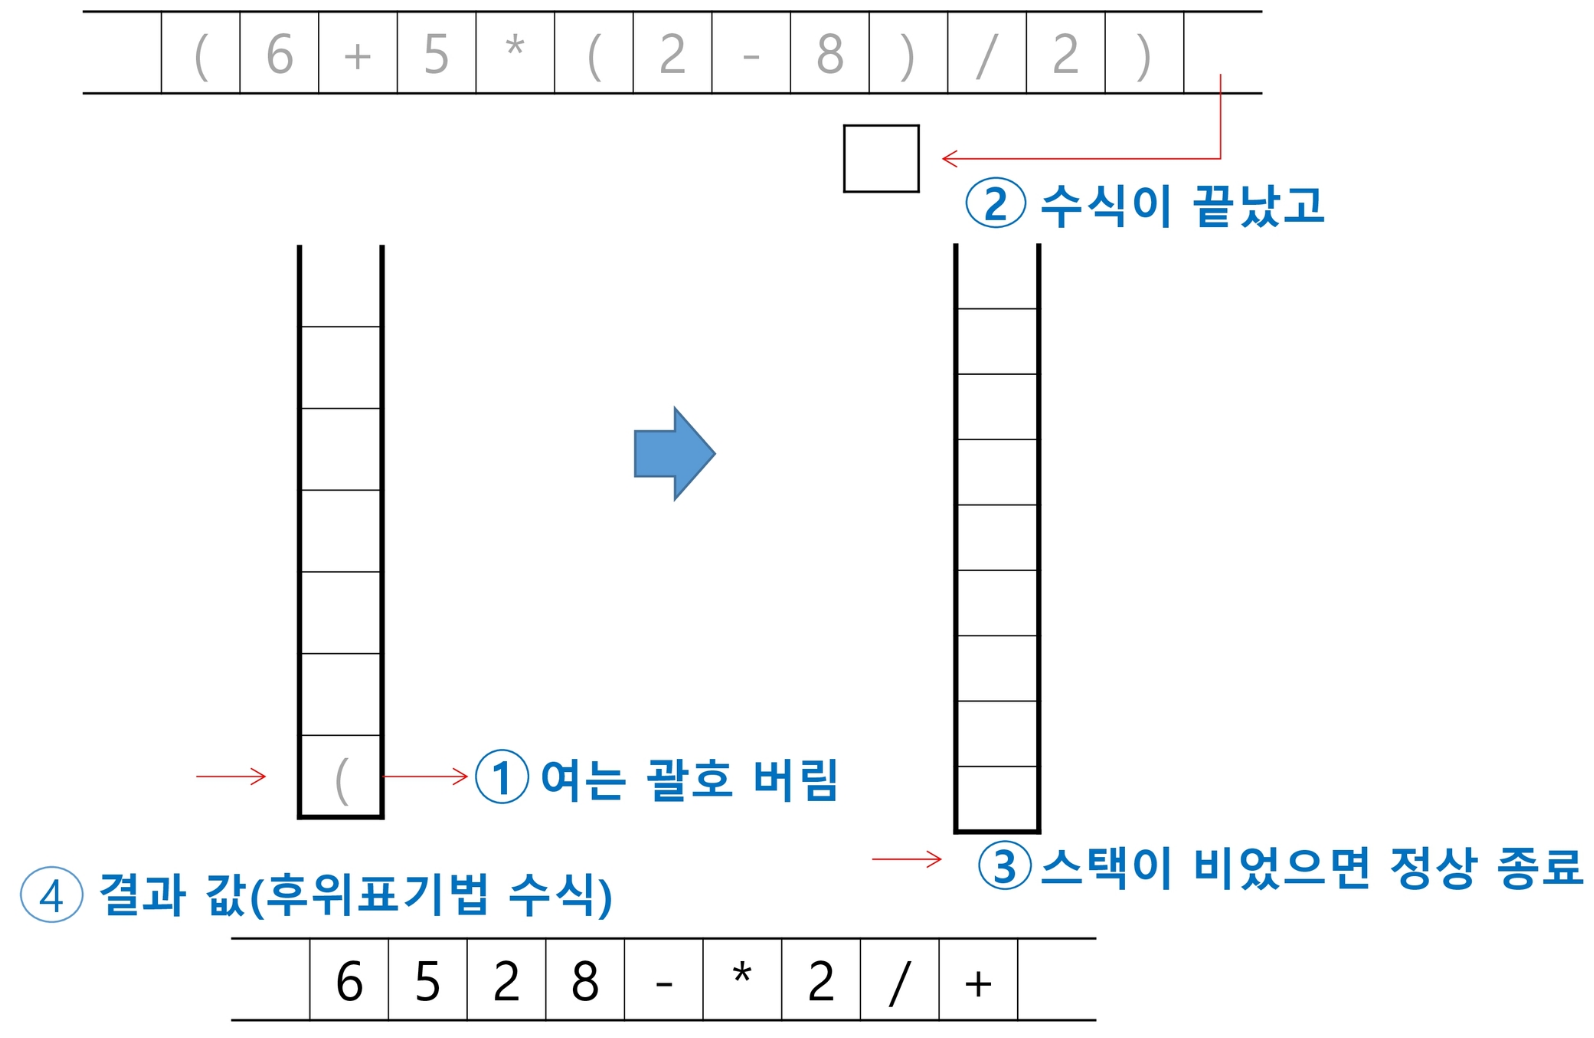 ( 6 + 5 * ( 2 - 8 ) / 2 )
② 수식이 끝났고
(
① 여는 괄호 버림
③ 스택이 비었으면 정상 종료
④ 결과 값(후위표기법 수식)
6 5 2 8 - * 2 / +